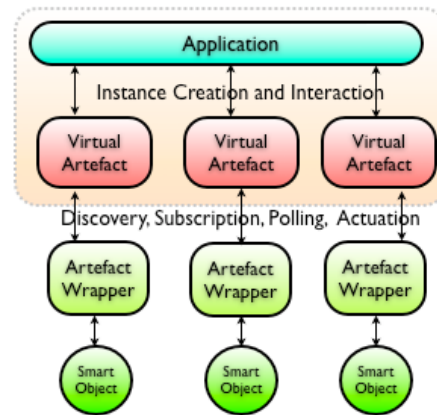 Application
Instance Creation and Interaction
Virtual
Artefact
Virtual
Artefact
Virtual
Artefact
Discovery, Subscription, Polling, Actuation
Artefact
Wrapper
Artefact
Wrapper
Artefact
Wrapper
Smart
Object
Smart
Object
Smart
Object